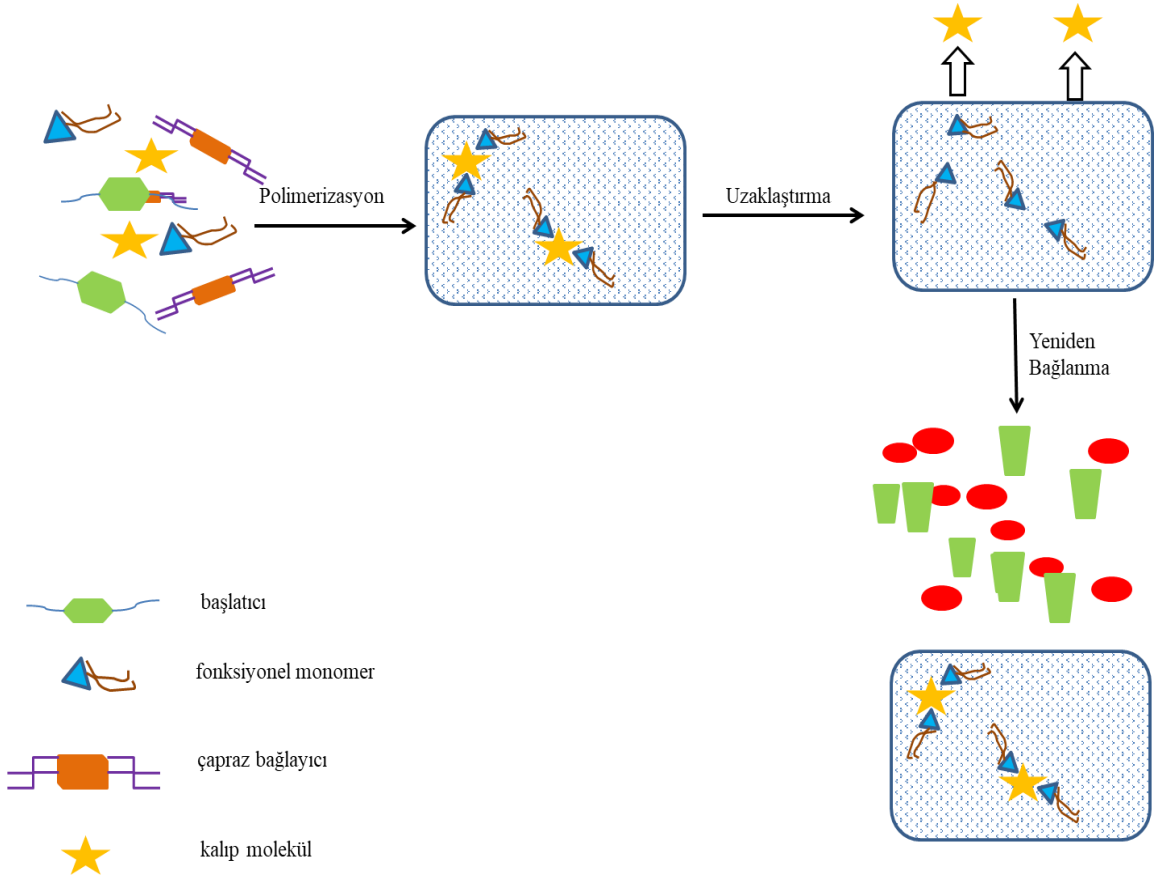 Polimerizasyon
Uzaklaştırma
Yeniden
Bağlanma
başlatıcı
fonksiyonel monomer
çapraz bağlayıcı
kalıp molekül